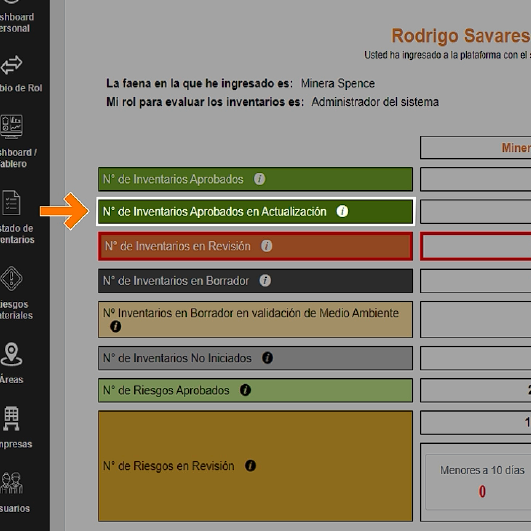 Rodrigo Savares
Usted ha ingresado a la plataforma con el
La faena en la que he ingresado es: Minera Spence
Mi rol para evaluar los inventarios es: Administrador del sistema
shboard
ersonal
bio de Rol
shboard /
ablero
stado de
entarios
esgos
toriales
Áreas
mpresas
suarios
Miner
N° de Inventarios Aprobados i
N° de Inventarios Aprobados en Actualización i
N° de Inventarios en Revisión i
N° de Inventarios en Borrador i
Nº Inventarios en Borrador en validación de Medio Ambiente
i
N° de Inventarios No Iniciados i
N° de Riesgos Aprobados i
2
N° de Riesgos en Revisión i
1
Menores a 10 días
0